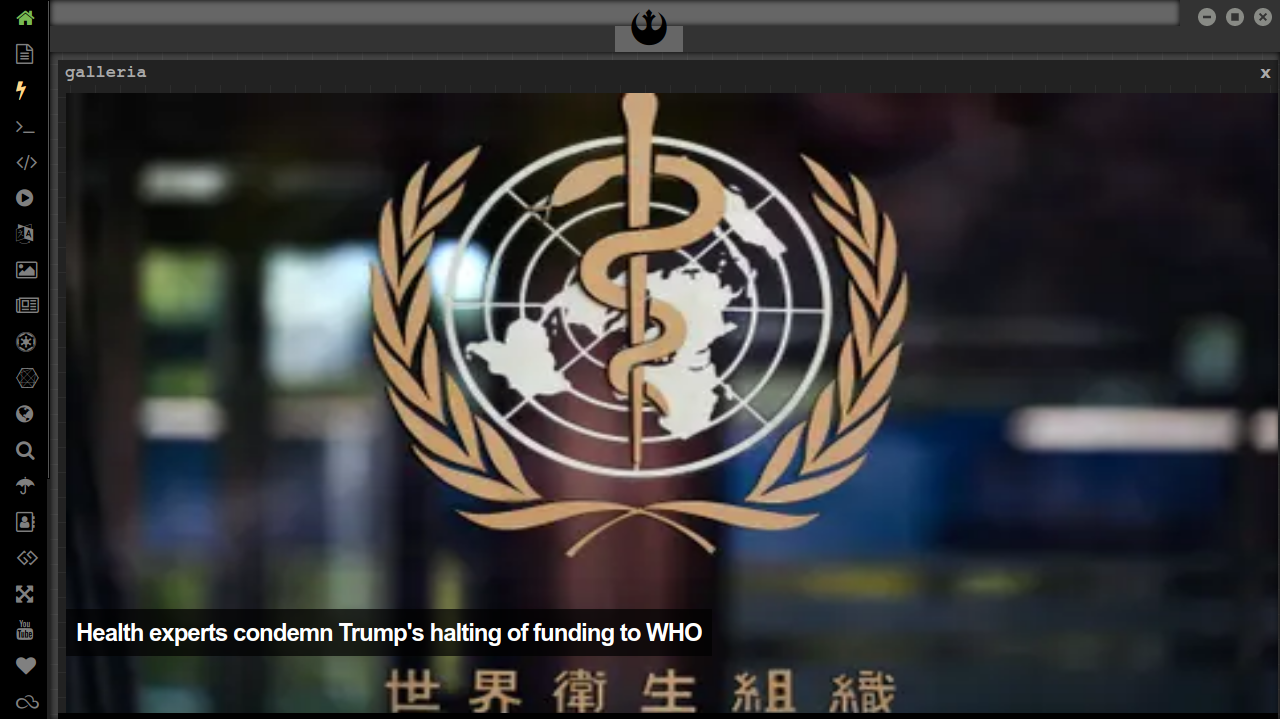 galleria x
Health experts condemn Trump's halting of funding to WHO
世界衛生組織
You
Tube